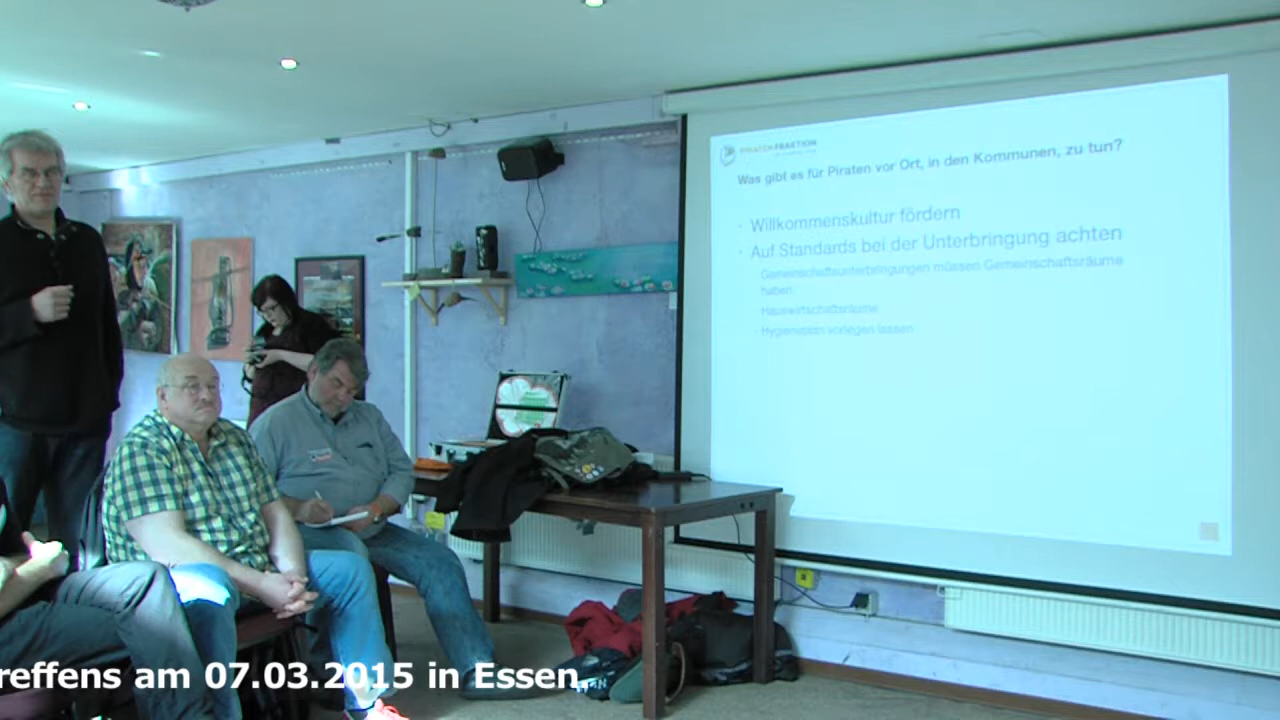 PIRATENFRAKTION
Was gibt es für Piraten vor Ort, in den Kommunen, zu tun?
· Willkommenskultur fördern
· Auf Standards bei der Unterbringung achten
Gemeinschaftsunterbringungen müssen Gemeinschaftsräume
haben.
Hauswirtschaftsräume
· Hygieneplan vorlegen lassen
reffens am 07.03.2015 in Essen.